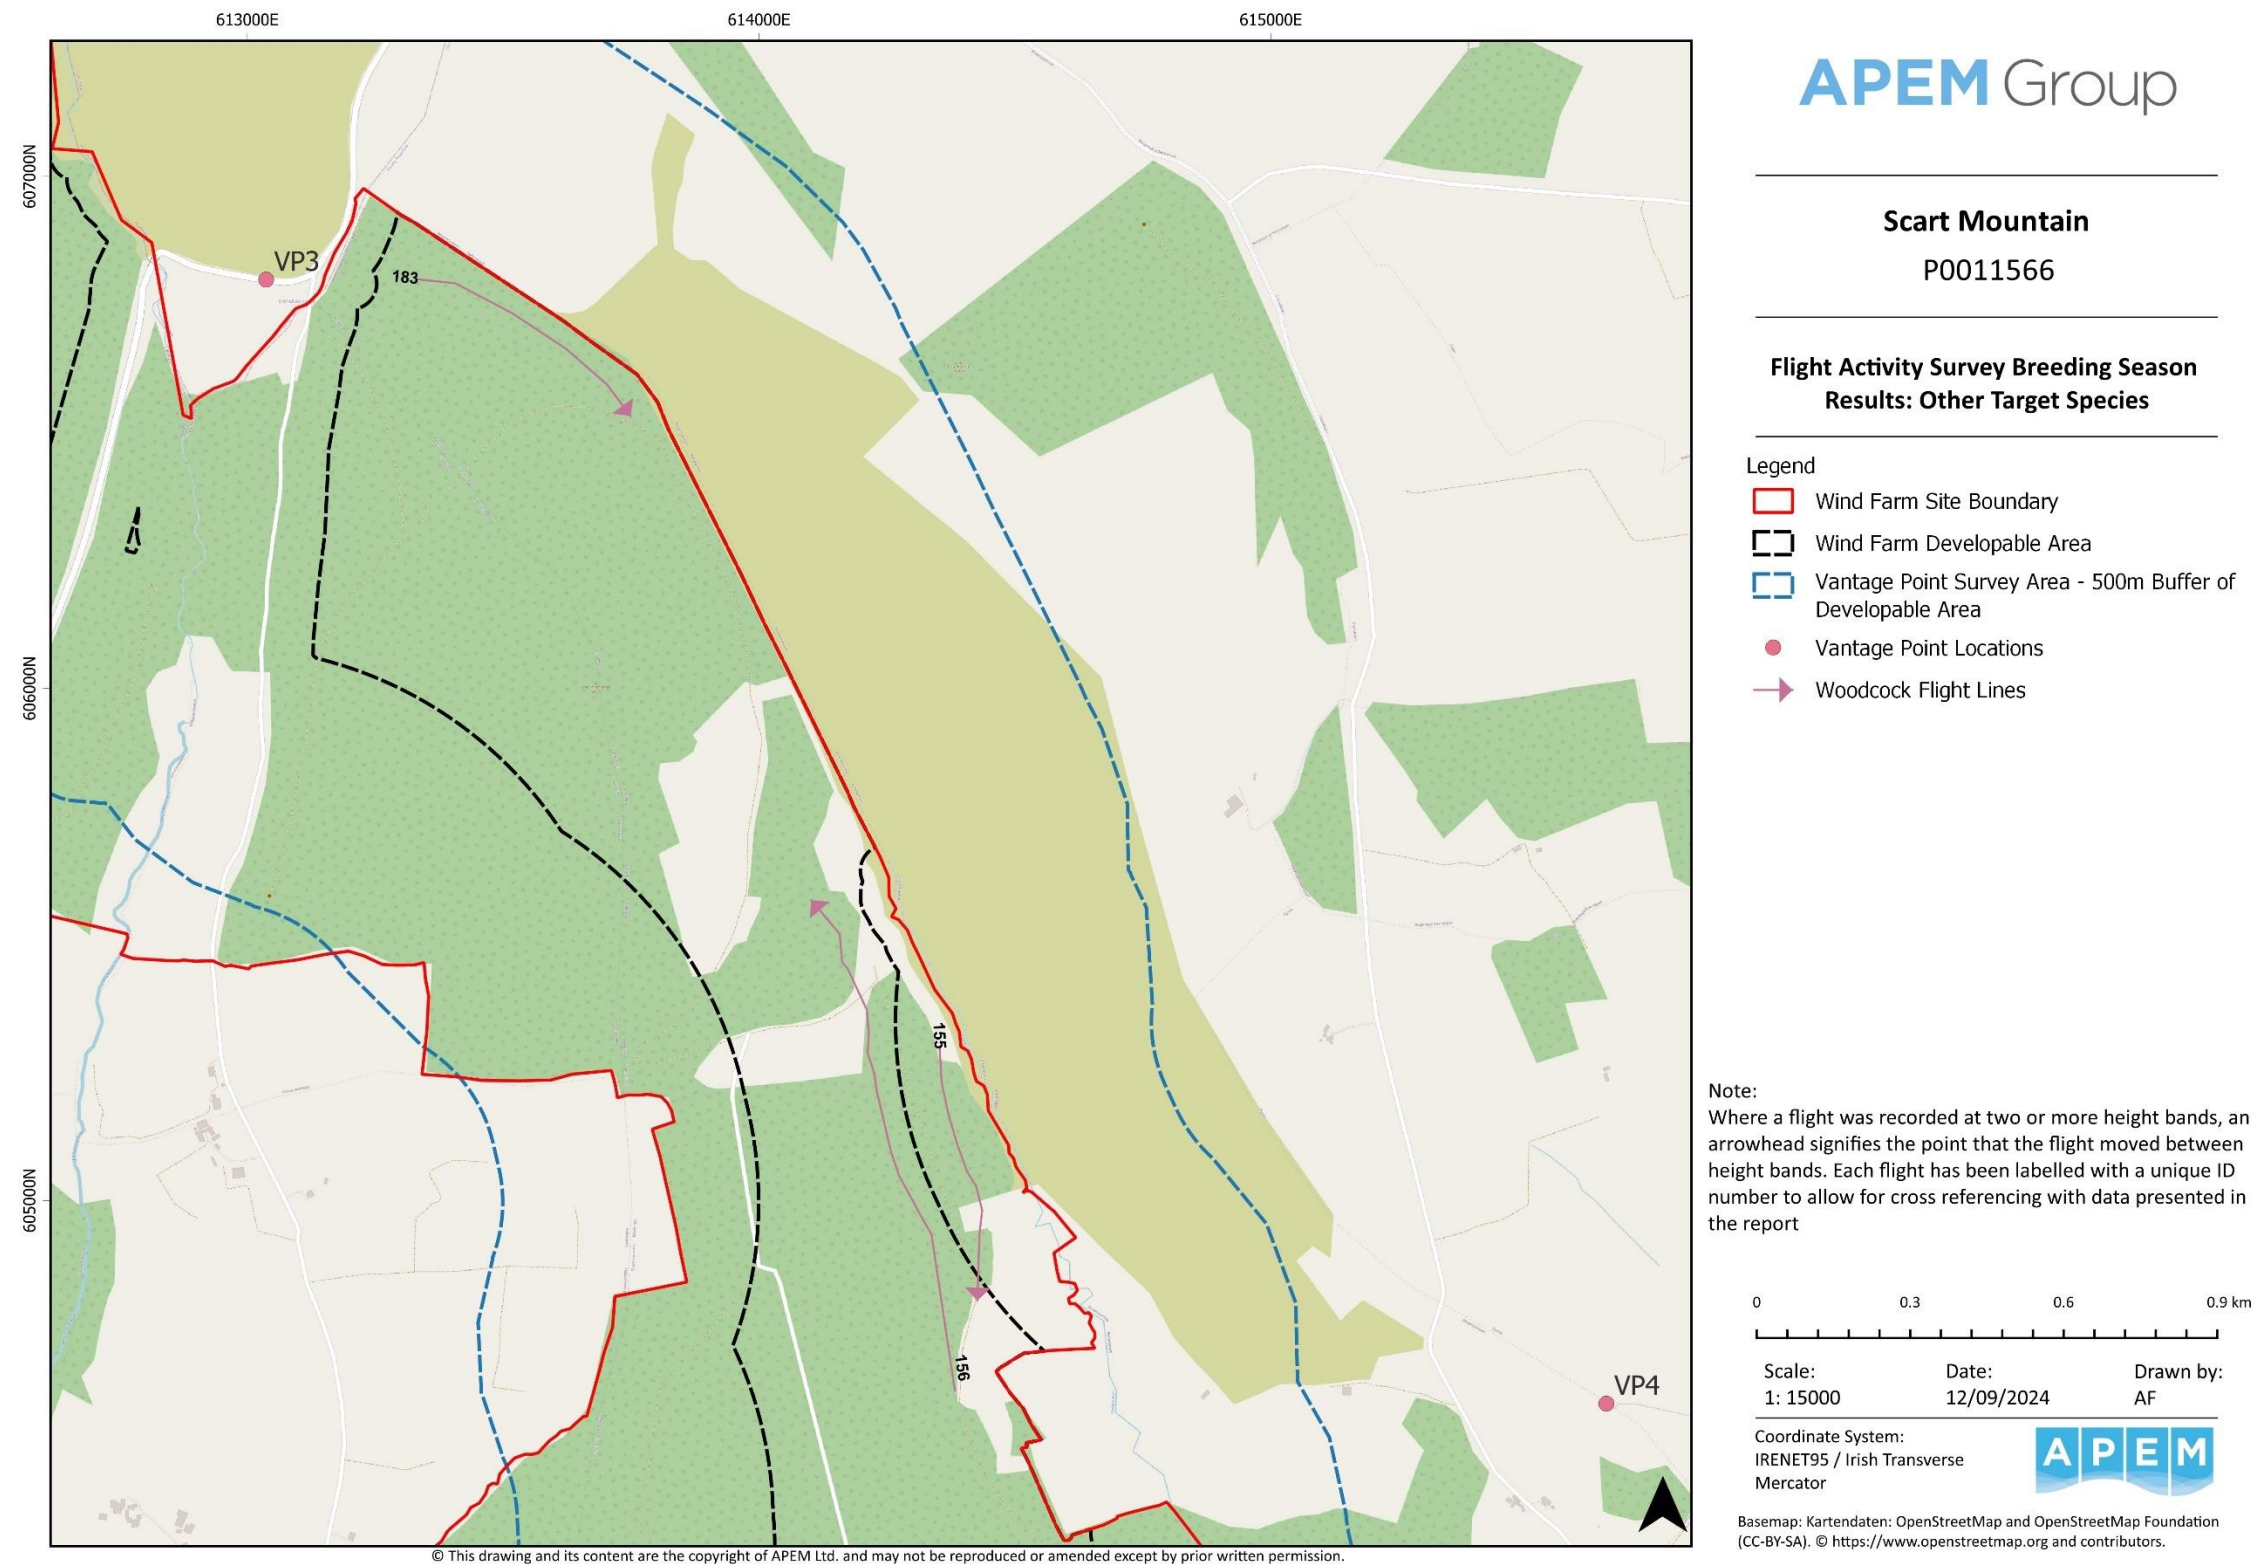 613000E
614000E
615000E
607000N
606000N
605000N
VP3
183
155
156
VP4
APEM Group
Scart Mountain
P0011566
Flight Activity Survey Breeding Season
Results: Other Target Species
Legend
Wind Farm Site Boundary
Wind Farm Developable Area
Vantage Point Survey Area - 500m Buffer of
Developable Area
Vantage Point Locations
Woodcock Flight Lines
Note:
Where a flight was recorded at two or more height bands, an
arrowhead signifies the point that the flight moved between
height bands. Each flight has been labelled with a unique ID
number to allow for cross referencing with data presented in
the report
0 0.3 0.6 0.9 km
Scale: Date: Drawn by:
1: 15000 12/09/2024 AF
Coordinate System:
IRENET95 / Irish Transverse
Mercator
APEM
Basemap: Kartendaten: OpenStreetMap and OpenStreetMap Foundation
(CC-BY-SA). © https://www.openstreetmap.org and contributors.
© This drawing and its content are the copyright of APEM Ltd. and may not be reproduced or amended except by prior written permission.